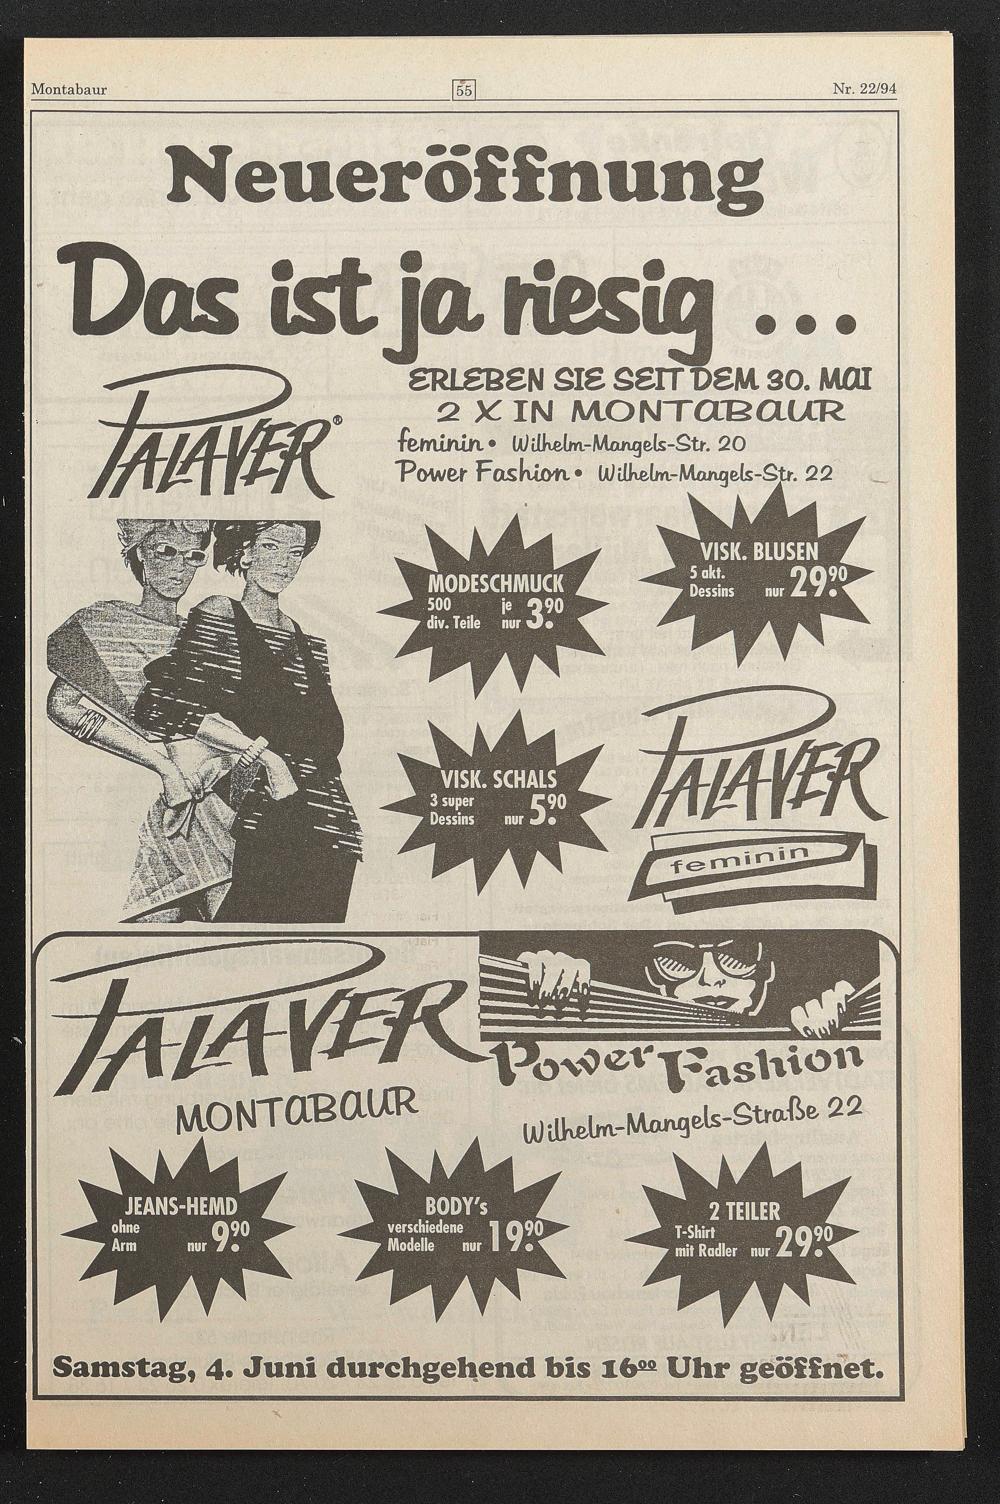 Montabaur
55
Nr. 22/94
Neueröffnung
Das ist ja riesig ...
ERLEBEN SIE SEIT DEM 30. MAI
2 X IN MONTABAUR
feminin • Wilhelm-Mangels-Str. 20
Power Fashion • Wilhelm-Mangels-Str. 22
PALAVER®
MODESCHMUCK
500 je
div. Teile nur 3.90
VISK. BLUSEN
5 akt.
Dessins nur 29.90
VISK. SCHALS
3 super
Dessins nur 5.90
PALAVER
feminin
PALAVER
MONTABAUR
Power Fashion
Wilhelm-Mangels-Straße 22
JEANS-HEMD
ohne
Arm nur 9.90
BODY's
verschiedene
Modelle nur 19.90
2 TEILER
T-Shirt
mit Radler nur 29.90
Samstag, 4. Juni durchgehend bis 16⁰⁰ Uhr geöffnet.